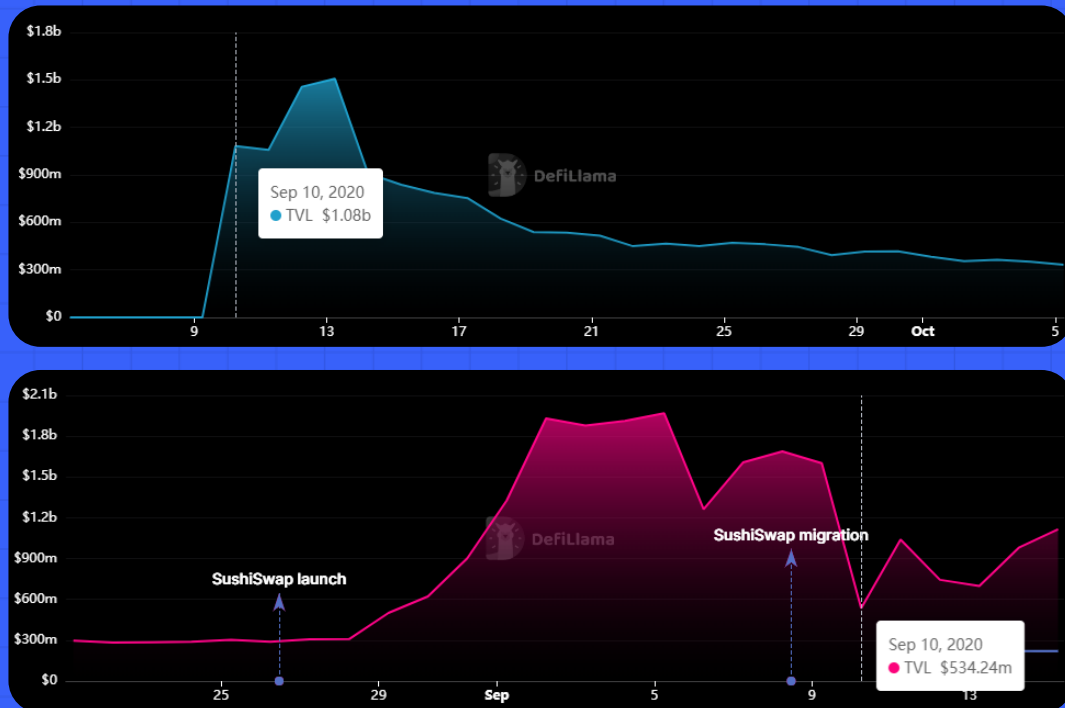 $1.8b
$1.5b
$1.2b
$900m
$600m
$300m
$0
DefiLlama
Sep 10, 2020
TVL $1.08b
9 13 17 21 25 29 Oct 5
$2.1b
$1.8b
$1.5b
$1.2b
$900m
$600m
$300m
$0
DefiLlama
SushiSwap launch
SushiSwap migration
Sep 10, 2020
TVL $534.24m
25 29 Sep 5 9 13